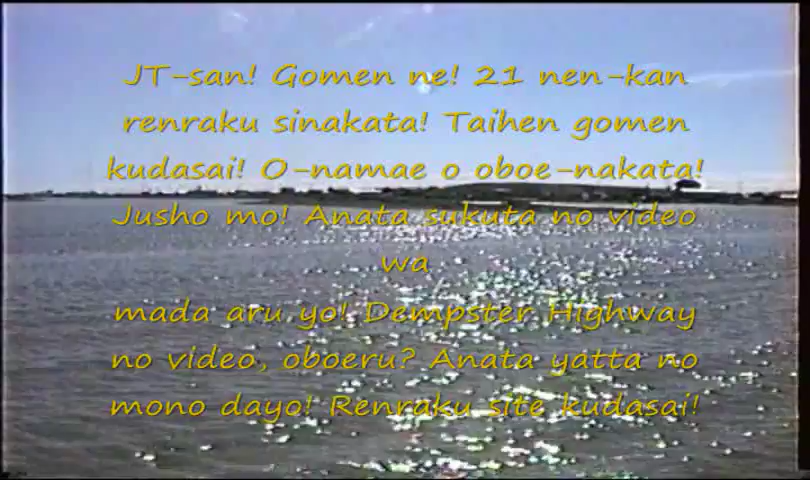 JT-san! Gomen ne! 21 nen-kan
renraku sinakata! Taihen gomen
kudasai! O-namae o oboe-nakata!
Jusho mo! Anata sukuta no video
wa
mada aru yo! Dempster Highway
no video, oboeru? Anata yatta no
mono dayo! Renraku site kudasai!